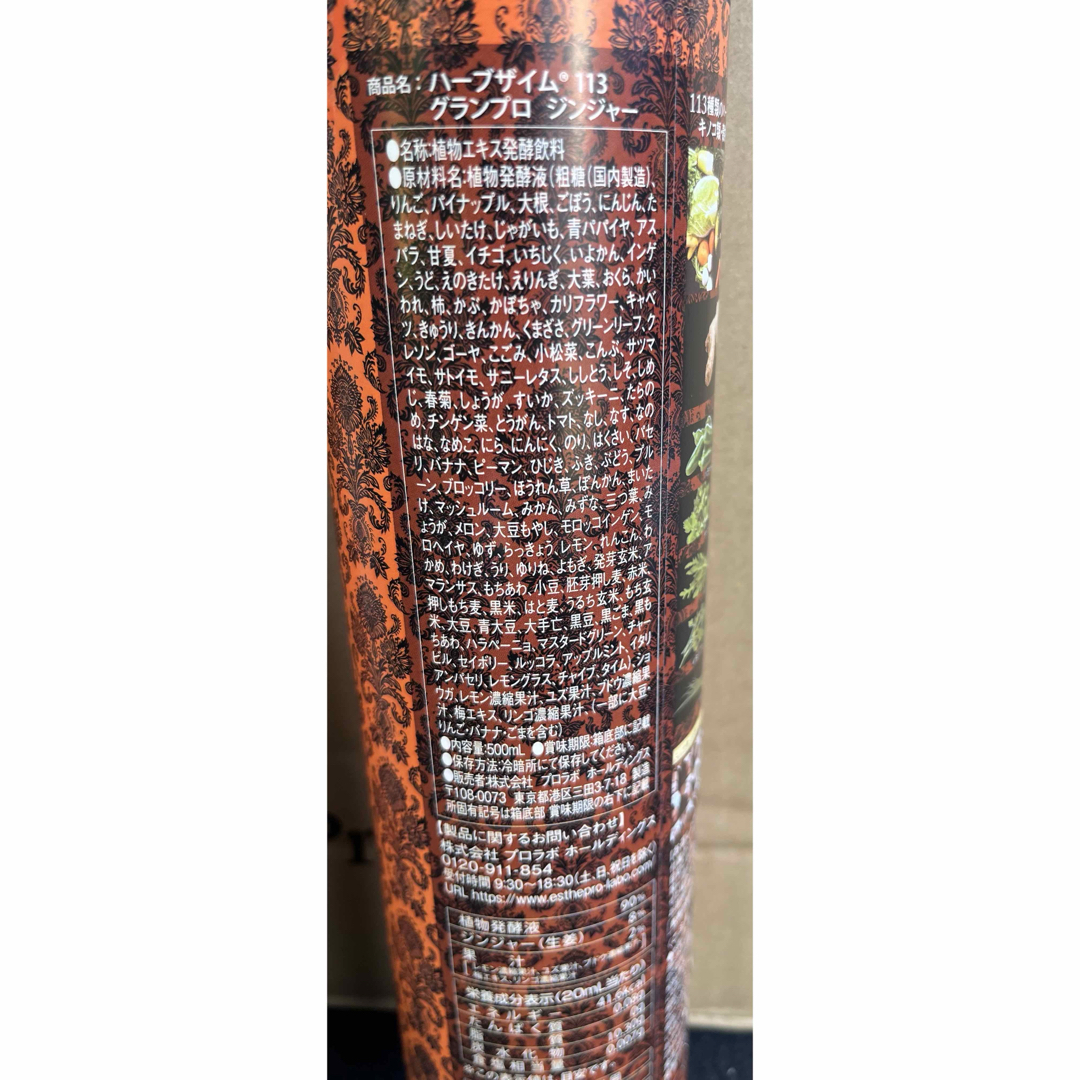 商品名：ハーブザイム®113
グランプロ ジンジャー
●名称:植物エキス発酵飲料
●原材料名:植物発酵液(粗糖(国内製造)、
りんご、パイナップル、大根、ごぼう、にんじん、た
まねぎ、しいたけ、じゃがいも、青パパイヤ、アス
パラ、甘夏、イチゴ、いちじく、いよかん、インゲ
ン、うど、えのきたけ、えりんぎ、大葉、おくら、かい
われ、柿、かぶ、かぼちゃ、カリフラワー、キャベ
ツ、きゅうり、きんかん、くまざさ、グリーンリーフ、ク
レソン、ゴーヤ、こごみ、小松菜、こんぶ、サツマ
イモ、サトイモ、サニーレタス、ししとう、しそ、しめ
じ、春菊、しょうが すいか、ズッキーニ、たらの
め、チンゲン菜、とうがん、トマト、なし、なす、なの
はな、なめこ、にら、にんにく、のり、はくさい、パセ
リ、バナナ、ピーマン、ひじき、ふき、ぶどう、プル
ーン、ブロッコリー、ほうれん草、ぽんかん、まいた
け、マッシュルーム、みかん、みずな、三つ葉、み
ょうが、メロン、大豆もやし、モロッコインゲン、モ
ロヘイヤ、ゆず、らっきょう、レモン、れんこん、わ
かめ、わけぎ、うり、ゆりね、よもぎ、発芽玄米、ア
マランサス、もちあわ、小豆、胚芽押し麦、赤米、
押しもち麦、黒米、はと麦、うるち玄米、もち玄
米、大豆、青大豆、大手亡、黒豆、黒ごま、黒も
ちあわ、ハラペーニョ、マスタードグリーン、チャー
ビル、セイボリー、ルッコラ、アップルミント、イタリ
アンパセリ、レモングラス、チャイブ、タイム)、ショ
ウガ、レモン濃縮果汁、ユズ果汁、ブドウ濃縮果
汁、梅エキス、リンゴ濃縮果汁、(一部に大豆・
りんご・バナナ・ごまを含む)
●内容量:500mL ●賞味期限:箱底部に記載
●保存方法:冷暗所にて保存してください。
●販売者:株式会社 プロラボ ホールディングス
〒108-0073 東京都港区三田3-7-18 製造
所固有記号は箱底部 賞味期限の右下に記載
【製品に関するお問い合わせ】
株式会社 プロラボ ホールディングス
0120-911-854
受付時間 9:30〜18:30(土、日、祝日を除く)
URL https://www.esthepro-labo.com
植物発酵液 90%
ジンジャー(生姜) 8%
果汁
栄養成分表示(20mL当たり)
エネルギー
たんぱく質
脂質
炭水化物
食塩相当量
113種類の
キノコ類